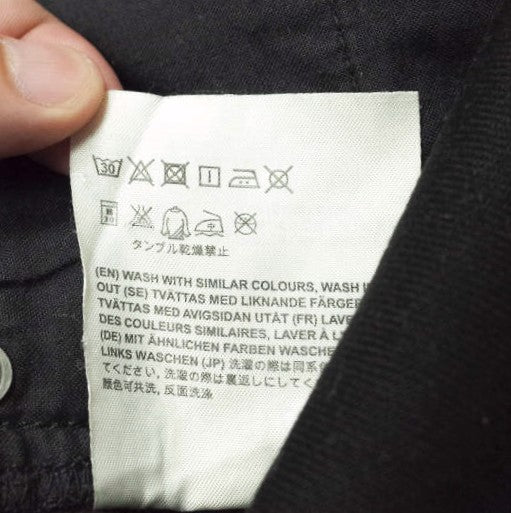 30
タンブル乾燥禁止
(EN) WASH WITH SIMILAR COLOURS, WASH
OUT (SE) TVÄTTAS MED LIKNANDE FÄRGER
TVÄTTAS MED AVIGSIDAN UTÅT (FR) LAVER
DES COULEURS SIMILAIRES, LAVER À L
(DE) MIT ÄHNLICHEN FARBEN WASCHE
LINKS WASCHEN (JP) 洗濯の際は同系色
てください, 洗濯の際は裏返しにしてく
颜色可共洗, 反面洗涤